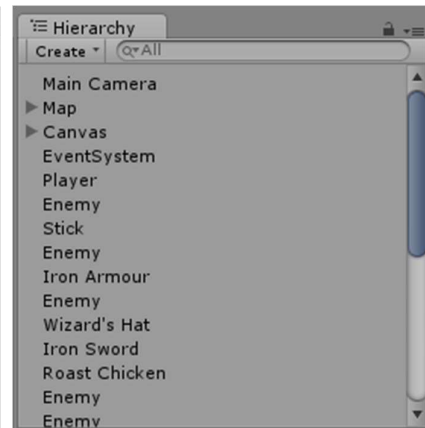 Hierarchy
Create All
Main Camera
Map
Canvas
EventSystem
Player
Enemy
Stick
Enemy
Iron Armour
Enemy
Wizard's Hat
Iron Sword
Roast Chicken
Enemy
Enemy